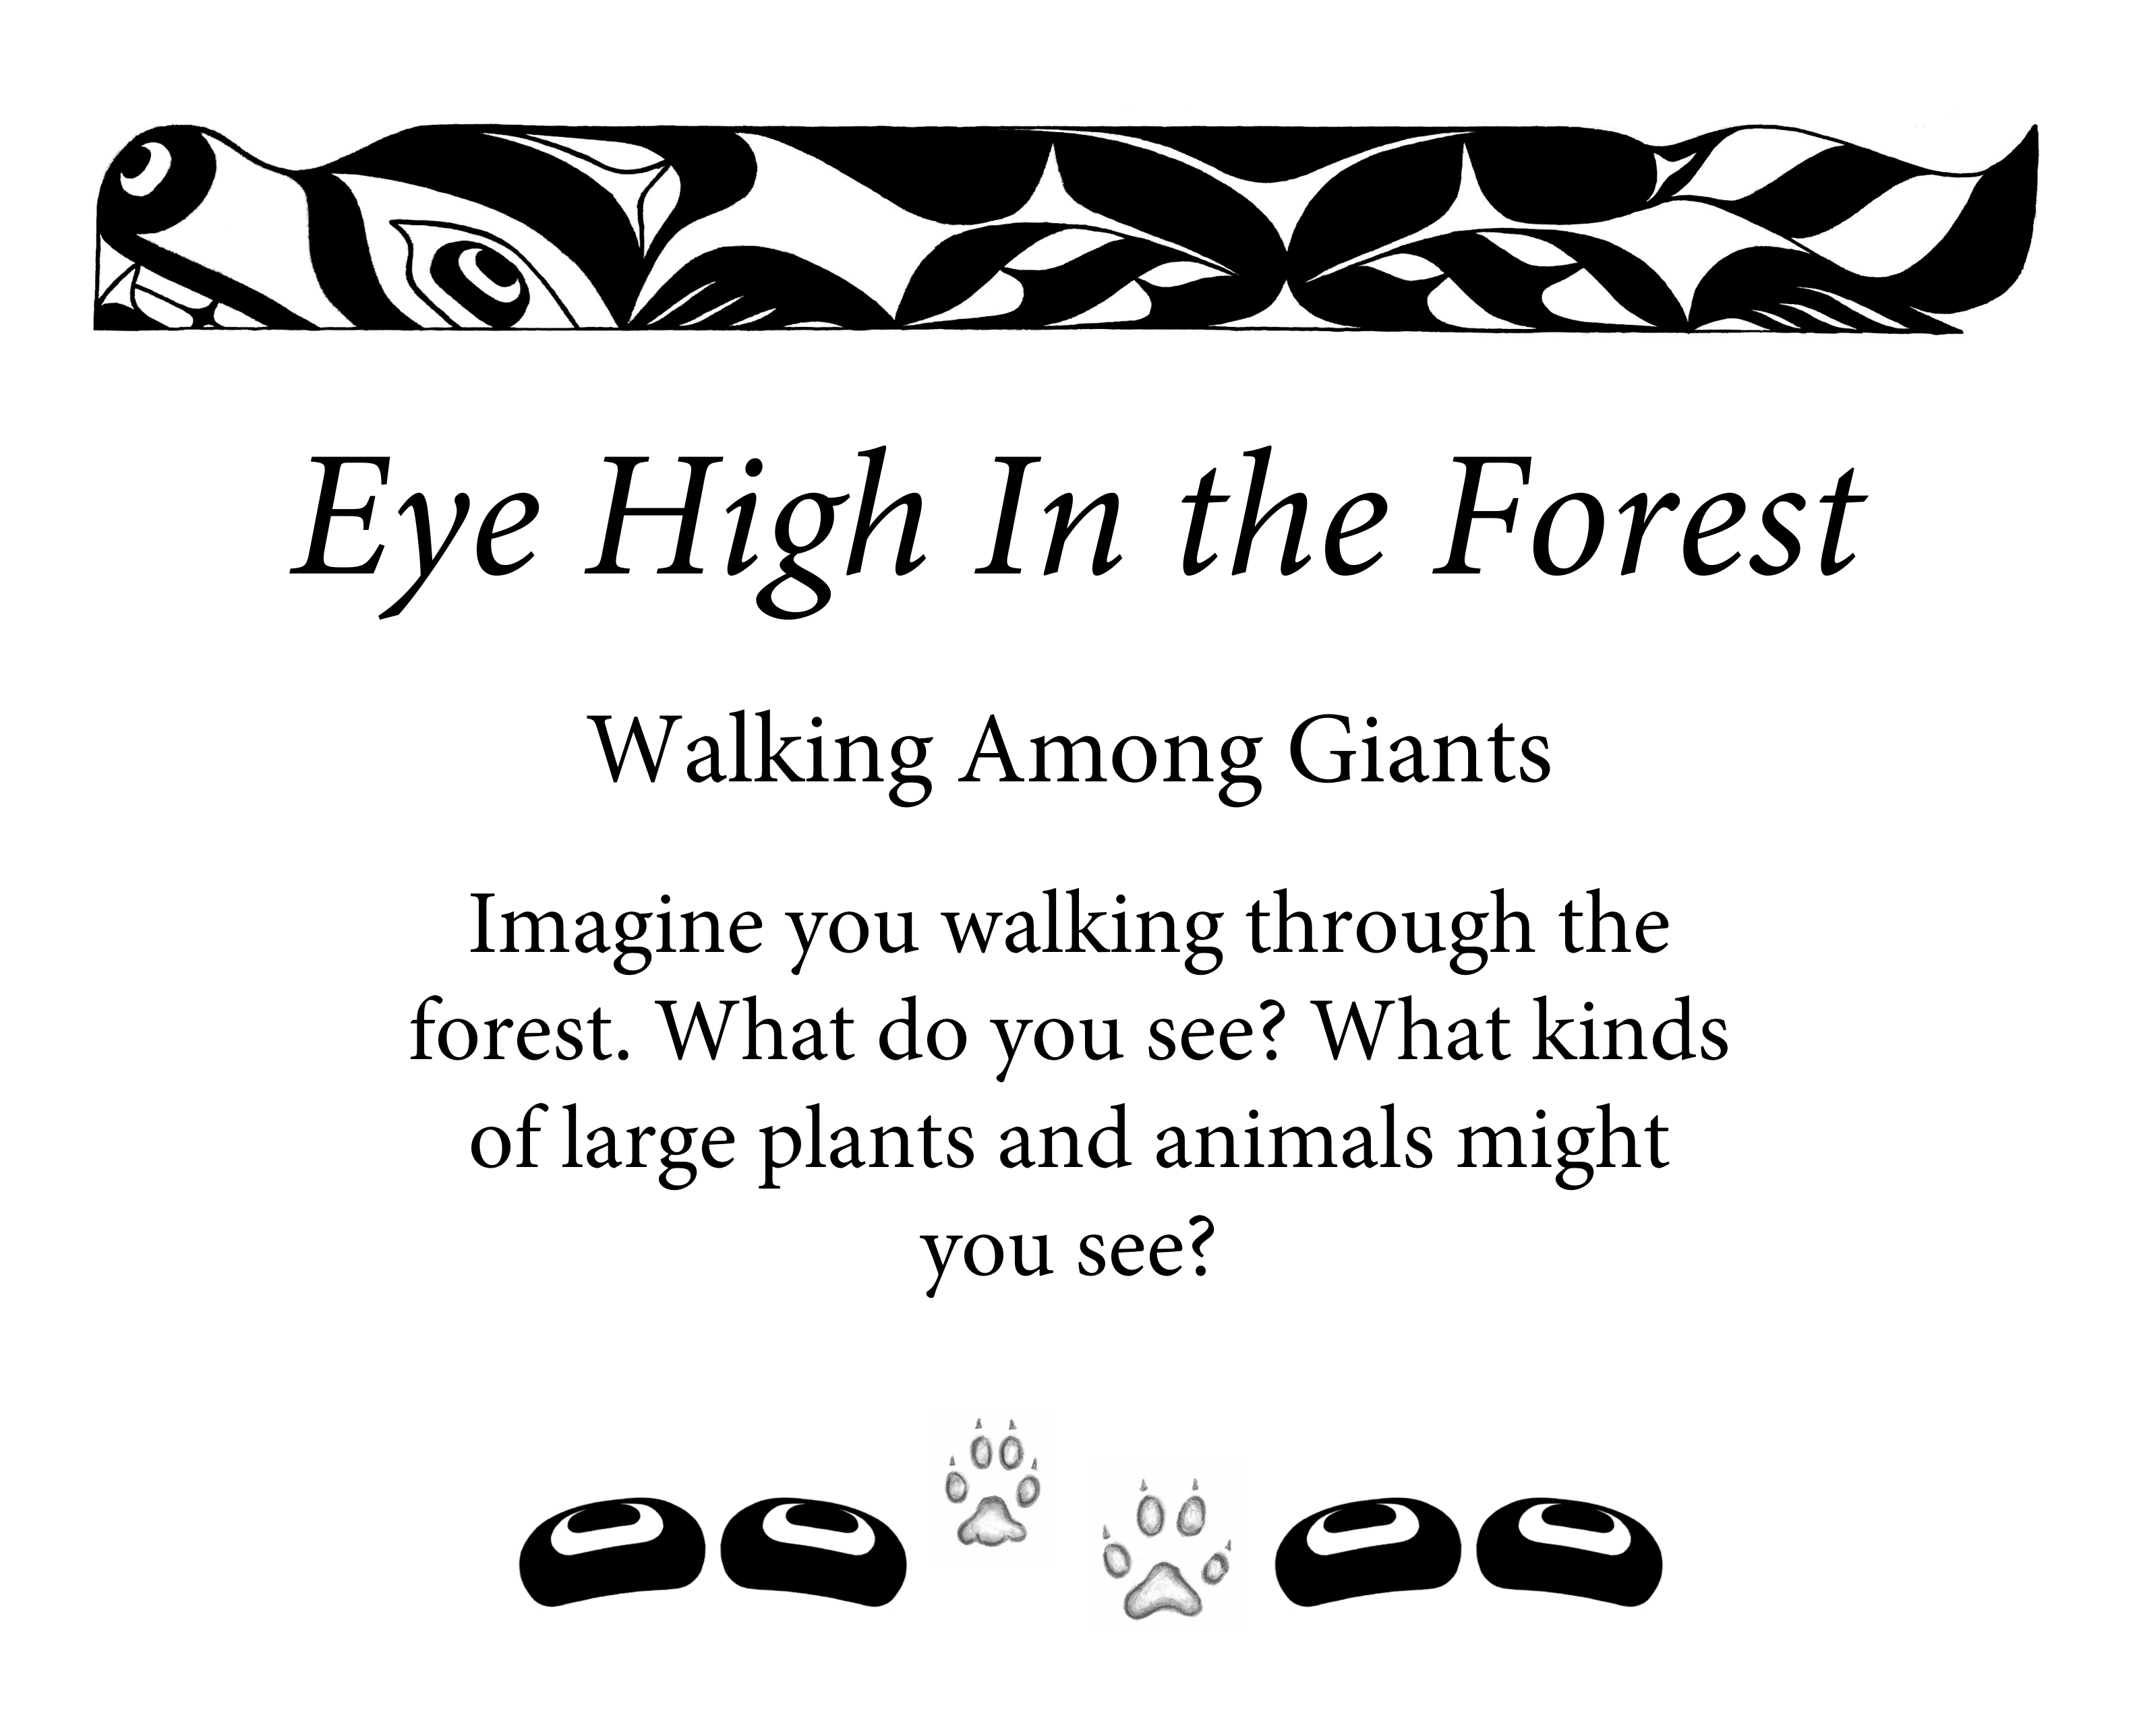 Eye High In the Forest
Walking Among Giants
Imagine you walking through the
forest. What do you see? What kinds
of large plants and animals might
you see?